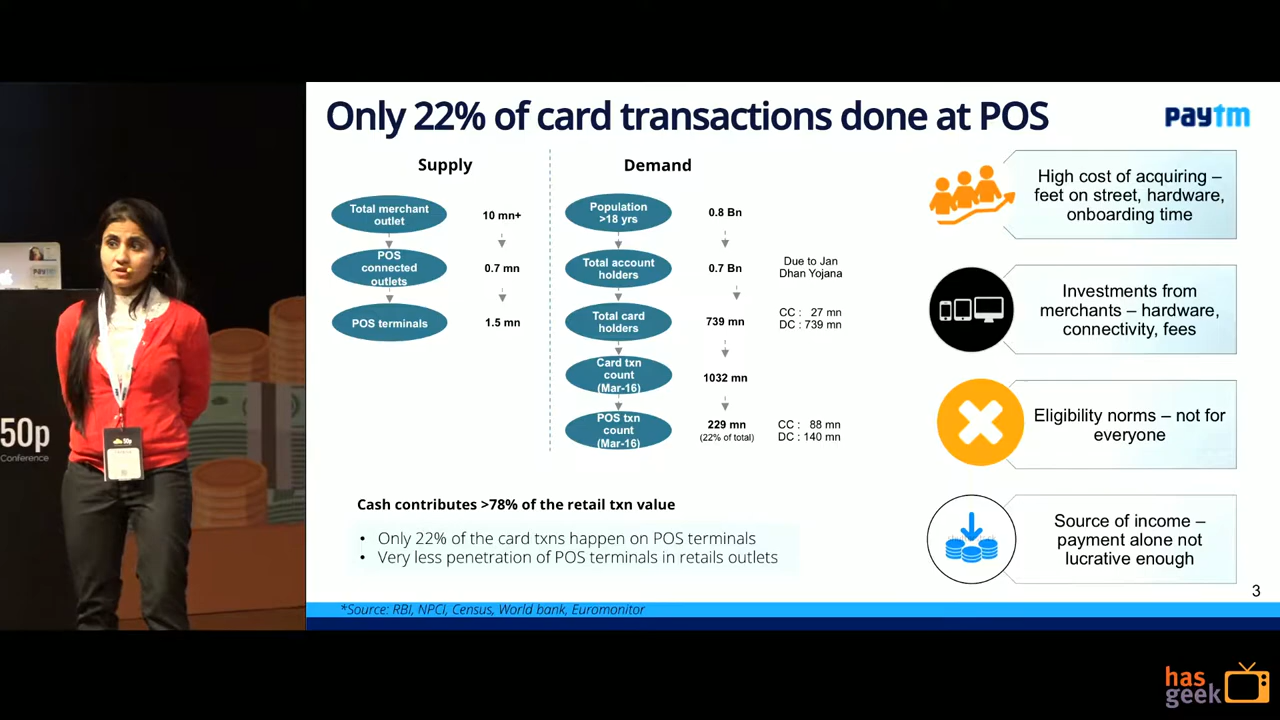 Only 22% of card transactions done at POS
paytm
Supply
Total merchant
outlet
10 mn+
POS
connected
outlets
0.7 mn
POS terminals
1.5 mn
Demand
Population
>18 yrs
0.8 Bn
Total account
holders
0.7 Bn
Due to Jan
Dhan Yojana
Total card
holders
739 mn
CC : 27 mn
DC : 739 mn
Card txn
count
(Mar-16)
1032 mn
POS txn
count
(Mar-16)
229 mn
(22% of total)
CC : 88 mn
DC : 140 mn
High cost of acquiring –
feet on street, hardware,
onboarding time
Investments from
merchants – hardware,
connectivity, fees
Eligibility norms – not for
everyone
Source of income –
payment alone not
lucrative enough
Cash contributes >78% of the retail txn value
• Only 22% of the card txns happen on POS terminals
• Very less penetration of POS terminals in retails outlets
3
*Source: RBI, NPCI, Census, World bank, Euromonitor
50p
Conference
50p
has
geek